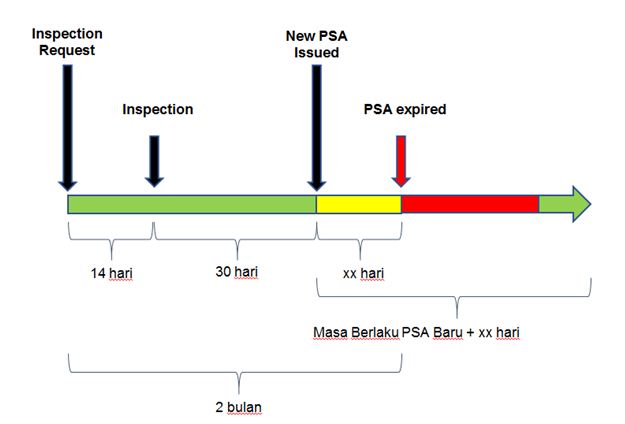 Inspection
Request
New PSA
Issued
Inspection
PSA expired
14 hari
30 hari
xx hari
Masa Berlaku PSA Baru + xx hari
2 bulan